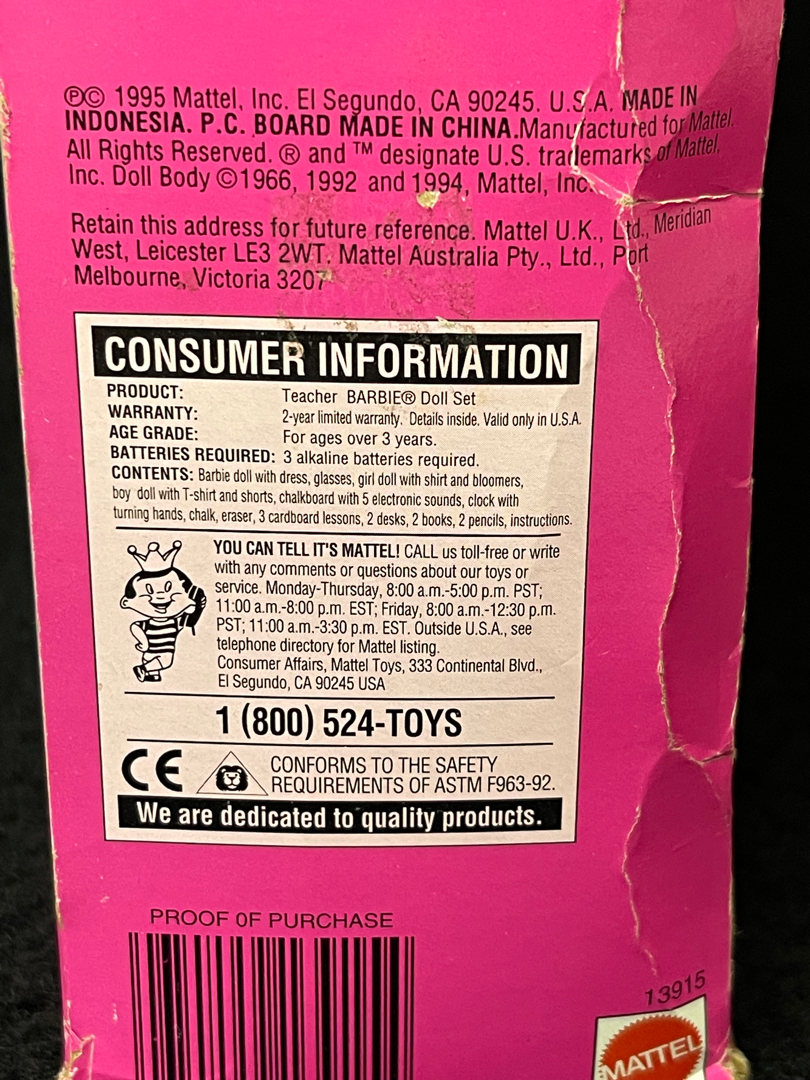 ℗© 1995 Mattel, Inc. El Segundo, CA 90245. U.S.A. MADE IN
INDONESIA. P.C. BOARD MADE IN CHINA.Manufactured for Mattel.
All Rights Reserved. ® and ™ designate U.S. trademarks of Mattel,
Inc. Doll Body ©1966, 1992 and 1994, Mattel, Inc.
Retain this address for future reference. Mattel U.K., Ltd., Meridian
West, Leicester LE3 2WT. Mattel Australia Pty., Ltd., Port
Melbourne, Victoria 3207
CONSUMER INFORMATION
PRODUCT: Teacher BARBIE® Doll Set
WARRANTY: 2-year limited warranty. Details inside. Valid only in U.S.A.
AGE GRADE: For ages over 3 years.
BATTERIES REQUIRED: 3 alkaline batteries required.
CONTENTS: Barbie doll with dress, glasses, girl doll with shirt and bloomers,
boy doll with T-shirt and shorts, chalkboard with 5 electronic sounds, clock with
turning hands, chalk, eraser, 3 cardboard lessons, 2 desks, 2 books, 2 pencils, instructions.
YOU CAN TELL IT'S MATTEL! CALL us toll-free or write
with any comments or questions about our toys or
service. Monday-Thursday, 8:00 a.m.-5:00 p.m. PST;
11:00 a.m.-8:00 p.m. EST; Friday, 8:00 a.m.-12:30 p.m.
PST; 11:00 a.m.-3:30 p.m. EST. Outside U.S.A., see
telephone directory for Mattel listing.
Consumer Affairs, Mattel Toys, 333 Continental Blvd.,
El Segundo, CA 90245 USA
1 (800) 524-TOYS
CE
CONFORMS TO THE SAFETY
REQUIREMENTS OF ASTM F963-92.
We are dedicated to quality products.
PROOF OF PURCHASE
13915
MATTEL